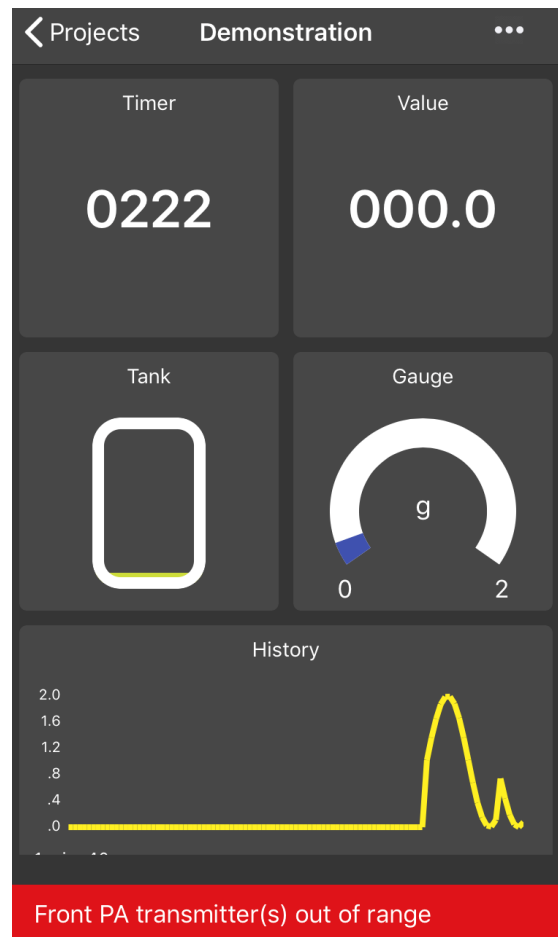 Projects
Demonstration
Timer
Value
0222
000.0
Tank
Gauge
g
0
2
History
2.0
1.6
1.2
.8
.4
.0
Front PA transmitter(s) out of range